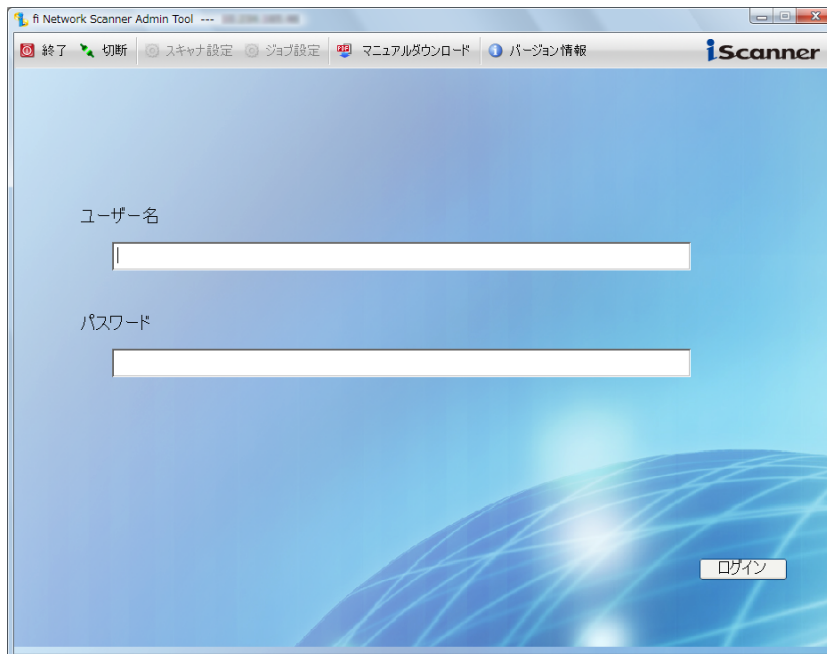 fi Network Scanner Admin Tool ---
終了 切断 スキャナ設定 ジョブ設定 マニュアルダウンロード バージョン情報 iScanner
ユーザー名
パスワード
ログイン